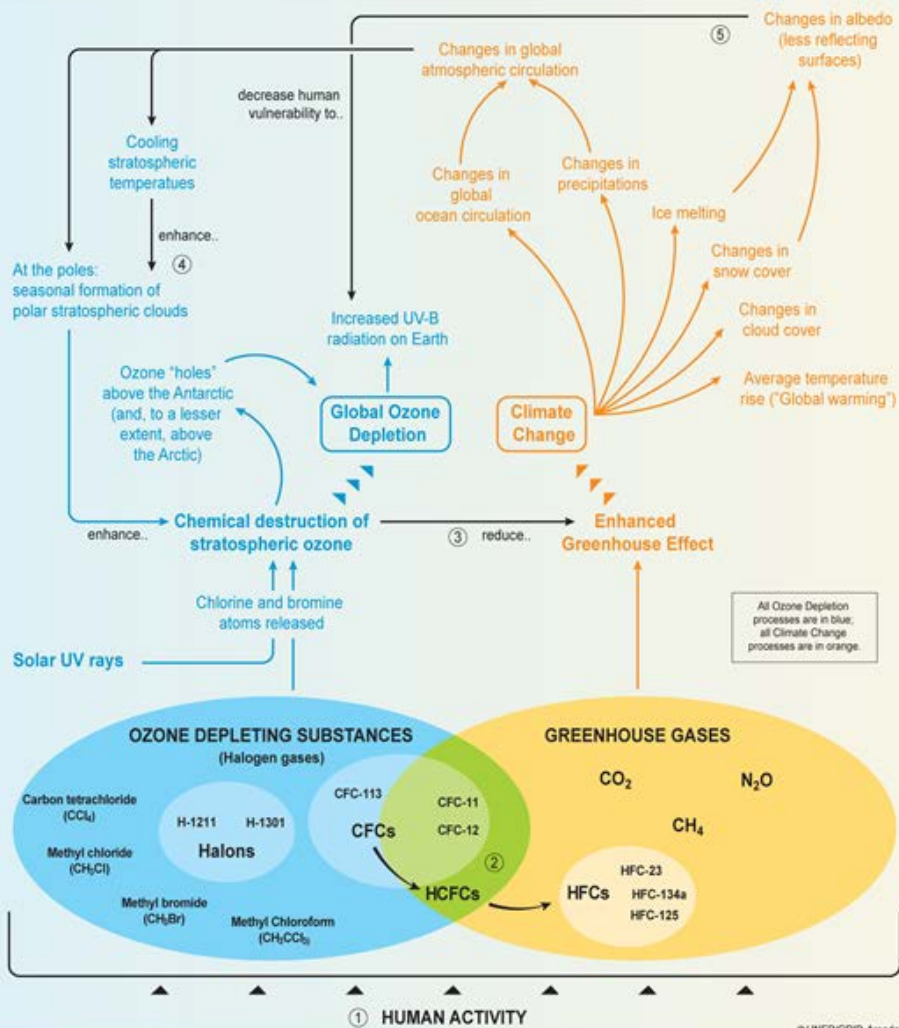 Changes in albedo
(less reflecting
surfaces)
⑤
Changes in global
atmospheric circulation
decrease human
vulnerability to..
Cooling
stratospheric
temperatues
Changes in
global
ocean circulation
Changes in
precipitations
Ice melting
enhance..
④
Changes in
snow cover
At the poles:
seasonal formation of
polar stratospheric clouds
Changes in
cloud cover
Increased UV-B
radiation on Earth
Average temperature
rise ("Global warming")
Ozone "holes"
above the Antarctic
(and, to a lesser
extent, above
the Arctic)
Global Ozone
Depletion
Climate
Change
enhance..
Chemical destruction of
stratospheric ozone
③ reduce..
Enhanced
Greenhouse Effect
Chlorine and bromine
atoms released
All Ozone Depletion
processes are in blue;
all Climate Change
processes are in orange.
Solar UV rays
OZONE DEPLETING SUBSTANCES
(Halogen gases)
GREENHOUSE GASES
CO₂
N₂O
CH₄
Carbon tetrachloride
(CCl₄)
H-1211 H-1301
Halons
CFC-113
CFCs
CFC-11
CFC-12
②
Methyl chloride
(CH₃Cl)
HCFCs
HFCs
HFC-23
HFC-134a
HFC-125
Methyl bromide
(CH₃Br)
Methyl Chloroform
(CH₃CCl₃)
① HUMAN ACTIVITY